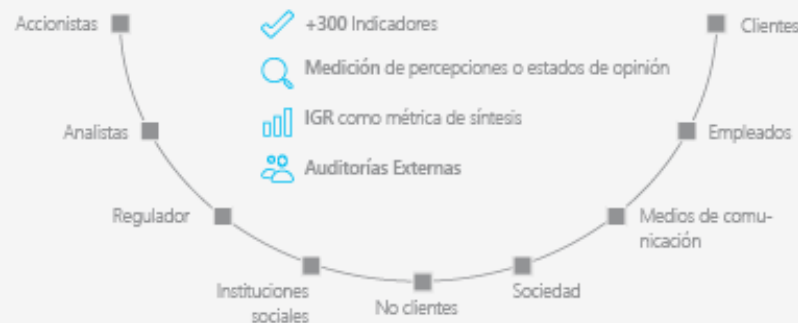 Accionistas
+300 Indicadores
Clientes
Medición de percepciones o estados de opinión
IGR como métrica de síntesis
Analistas
Empleados
Auditorías Externas
Regulador
Medios de comu-
nicación
Instituciones
sociales
No clientes
Sociedad